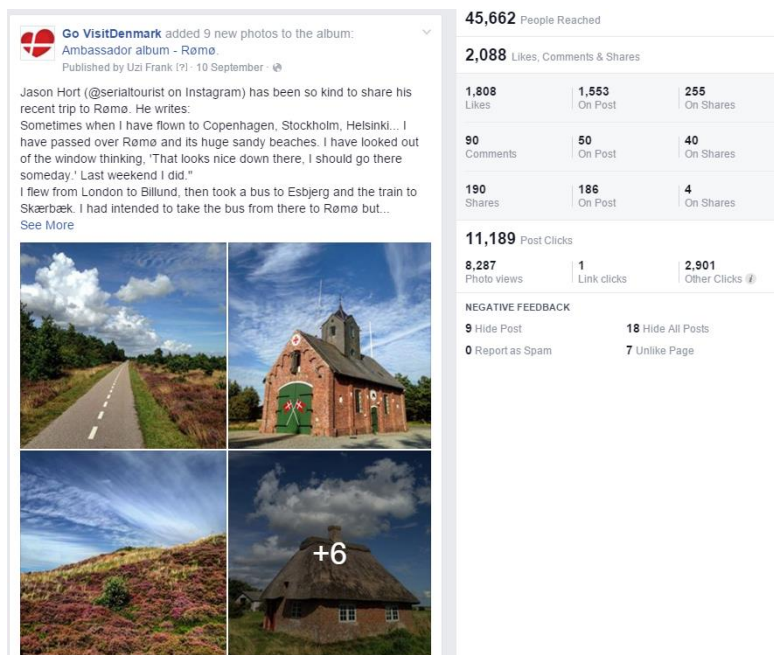 Go VisitDenmark added 9 new photos to the album:
Ambassador album - Rømø.
Published by Uzi Frank [?] · 10 September ·
Jason Hort (@serialtourist on Instagram) has been so kind to share his
recent trip to Rømø. He writes:
Sometimes when I have flown to Copenhagen, Stockholm, Helsinki... I
have passed over Rømø and its huge sandy beaches. I have looked out
of the window thinking, 'That looks nice down there, I should go there
someday.' Last weekend I did."
I flew from London to Billund, then took a bus to Esbjerg and the train to
Skærbæk. I had intended to take the bus from there to Rømø but...
See More
+6
45,662 People Reached
2,088 Likes, Comments & Shares
1,808 1,553 255
Likes On Post On Shares
90 50 40
Comments On Post On Shares
190 186 4
Shares On Post On Shares
11,189 Post Clicks
8,287 1 2,901
Photo views Link clicks Other Clicks i
NEGATIVE FEEDBACK
9 Hide Post 18 Hide All Posts
0 Report as Spam 7 Unlike Page